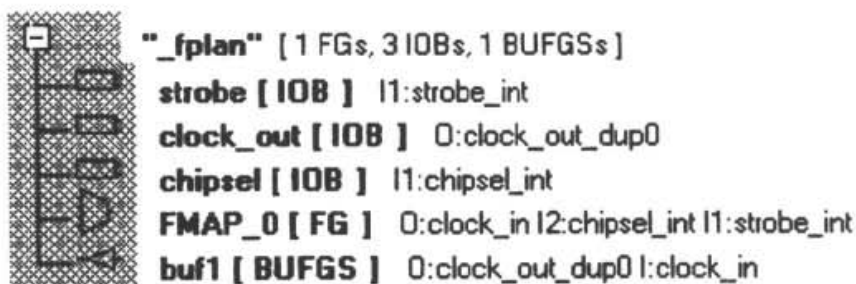 "_fplan" [ 1 FGs, 3 IOBs, 1 BUFGSs ]
strobe [ IOB ] I1:strobe_int
clock_out [ IOB ] O:clock_out_dup0
chipsel [ IOB ] I1:chipsel_int
FMAP_0 [ FG ] O:clock_in I2:chipsel_int I1:strobe_int
buf1 [ BUFGS ] O:clock_out_dup0 I:clock_in